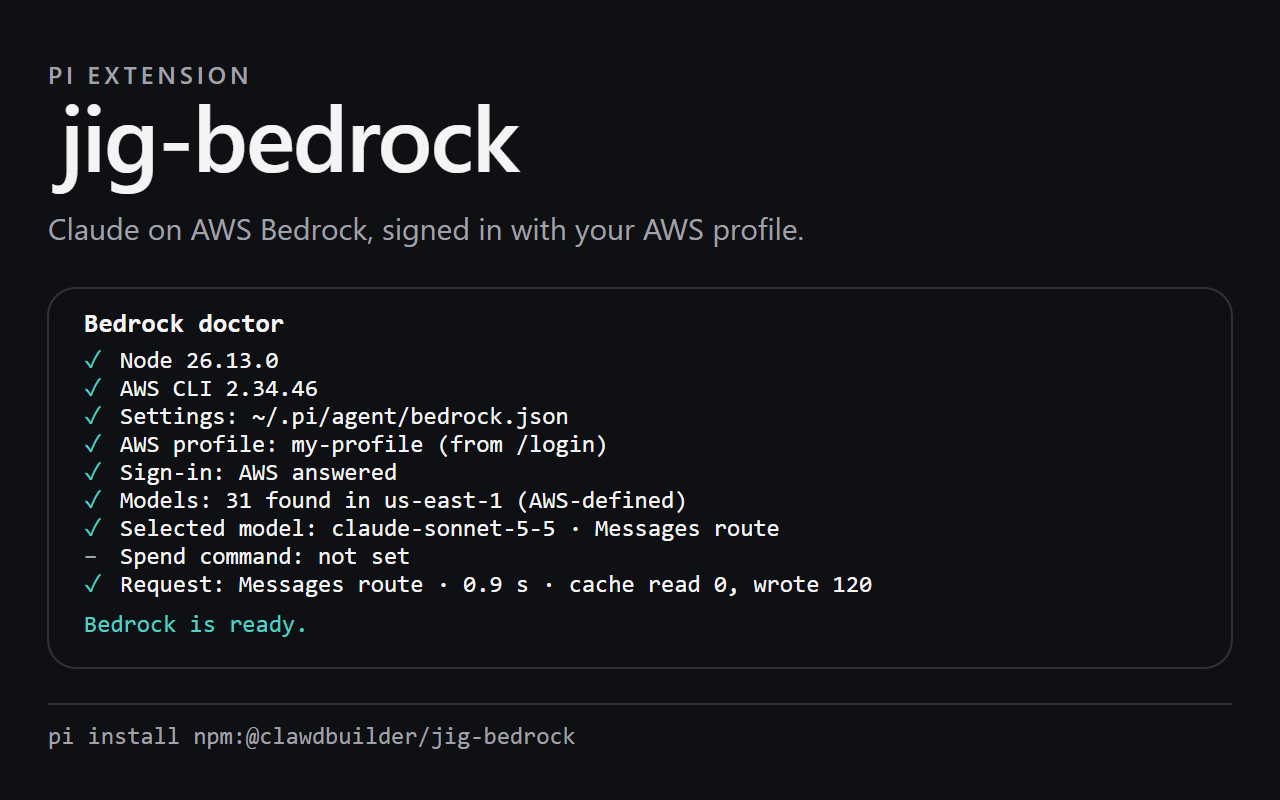 PI EXTENSION
jig-bedrock
Claude on AWS Bedrock, signed in with your AWS profile.
Bedrock doctor
✓ Node 26.13.0
✓ AWS CLI 2.34.46
✓ Settings: ~/.pi/agent/bedrock.json
✓ AWS profile: my-profile (from /login)
✓ Sign-in: AWS answered
✓ Models: 31 found in us-east-1 (AWS-defined)
✓ Selected model: claude-sonnet-5-5 · Messages route
– Spend command: not set
✓ Request: Messages route · 0.9 s · cache read 0, wrote 120
Bedrock is ready.
pi install npm:@clawdbuilder/jig-bedrock